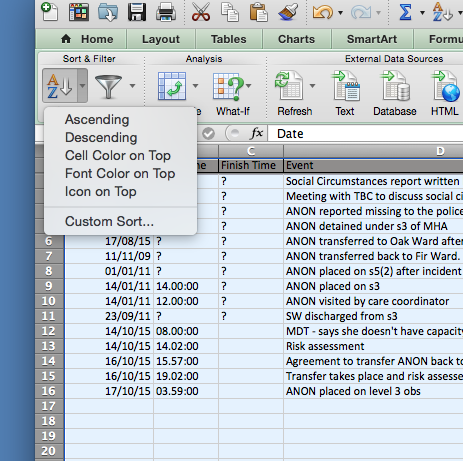 Home Layout Tables Charts SmartArt Formu
Sort & Filter Analysis External Data Sources
What-If Refresh Text Database HTML
Ascending
Descending
Cell Color on Top
Font Color on Top
Icon on Top
Custom Sort...
fx Date
C D
Finish Time Event
? Social Circumstances report written
? Meeting with TBC to discuss social ci
? ANON reported missing to the police
? ANON detained under s3 of MHA
6 17/08/15 ? ? ANON transferred to Oak Ward after
7 11/11/09 ? ? ANON transferred back to Fir Ward.
8 01/01/11 ? ? ANON placed on s5(2) after incident
9 14/01/11 14.00:00 ? ANON placed on s3
10 14/01/11 12.00:00 ? ANON visited by care coordinator
11 23/09/11 ? ? SW discharged from s3
12 14/10/15 08.00:00 MDT - says she doesn't have capacity
13 14/10/15 14.02:00 Risk assessment
14 16/10/15 15.57:00 Agreement to transfer ANON back to
15 16/10/15 19.02:00 Transfer takes place and risk assesse
16 17/10/15 03.59:00 ANON placed on level 3 obs
17
18
19
20